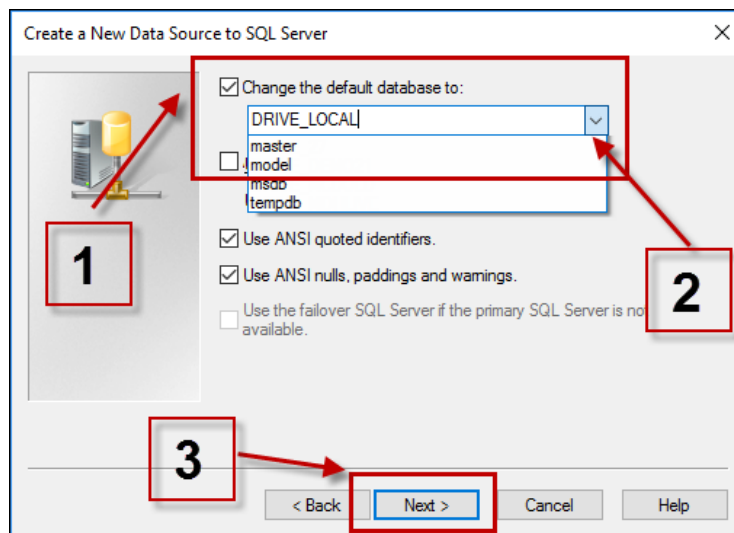 Create a New Data Source to SQL Server
Change the default database to:
DRIVE_LOCAL
master
model
msdb
tempdb
Use ANSI quoted identifiers.
Use ANSI nulls, paddings and warnings.
Use the failover SQL Server if the primary SQL Server is not
available.
1
2
3
< Back
Next >
Cancel
Help